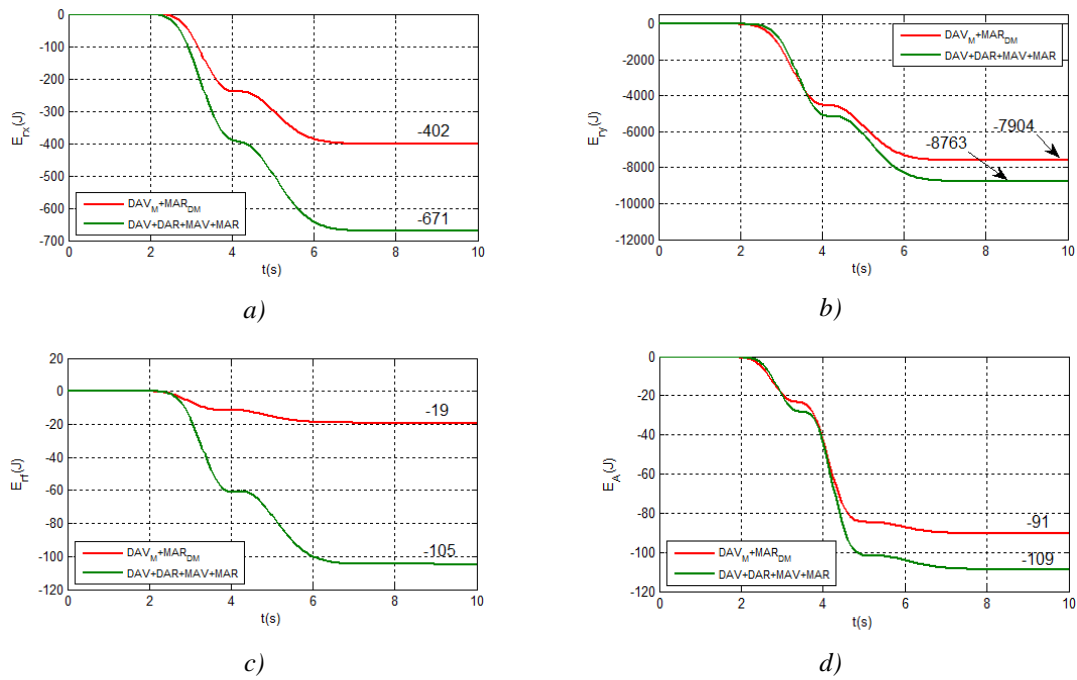 0
-100
-200
-300
-400
-500
-600
-700
E_rx(J)
-402
-671
DAV_M+MAR_DM
DAV+DAR+MAV+MAR
0 2 4 6 8 10
t(s)
a)
0
-2000
-4000
-6000
-8000
-10000
-12000
E_ry(J)
DAV_M+MAR_DM
DAV+DAR+MAV+MAR
-7904
-8763
0 2 4 6 8 10
t(s)
b)
20
0
-20
-40
-60
-80
-100
-120
E_rf(J)
-19
-105
DAV_M+MAR_DM
DAV+DAR+MAV+MAR
0 2 4 6 8 10
t(s)
c)
0
-20
-40
-60
-80
-100
-120
E_A(J)
-91
-109
DAV_M+MAR_DM
DAV+DAR+MAV+MAR
0 2 4 6 8 10
t(s)
d)